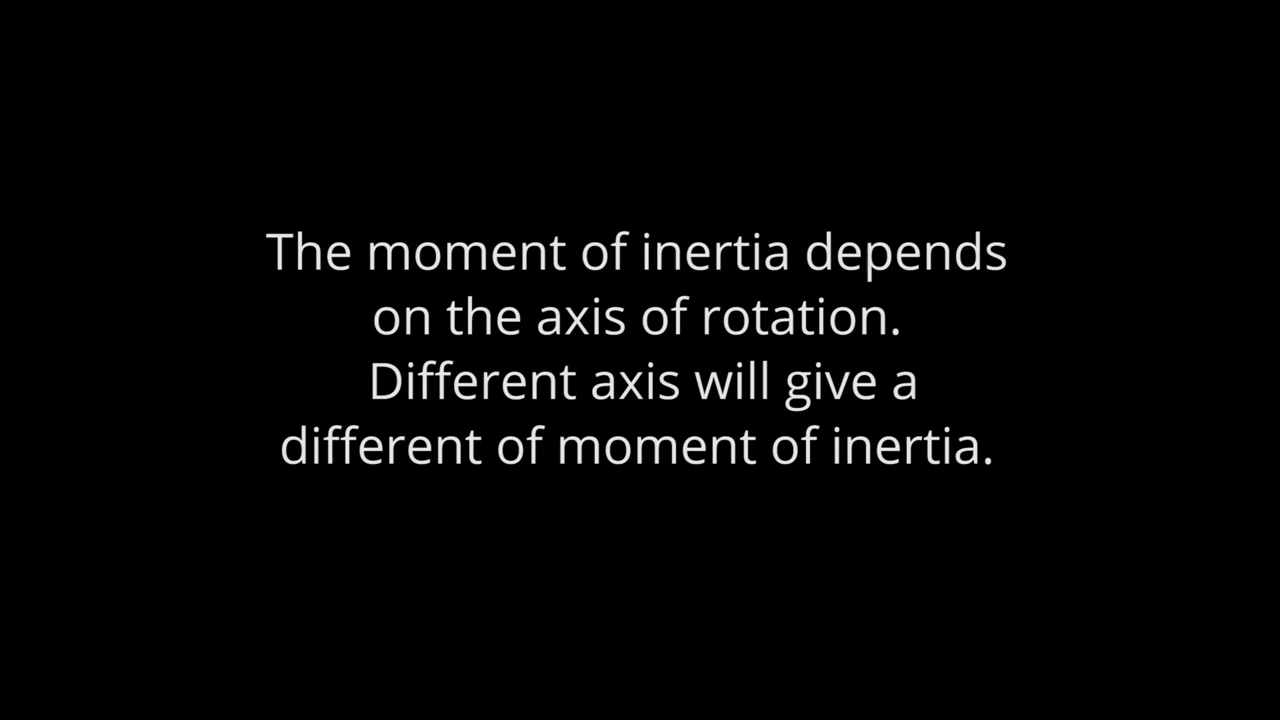 The moment of inertia depends
on the axis of rotation.
Different axis will give a
different of moment of inertia.